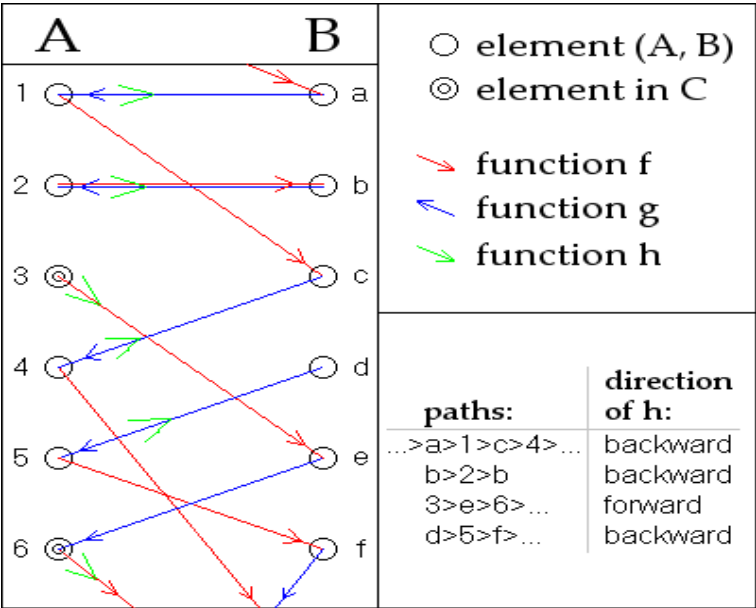 A B
1 a
2 b
3 c
4 d
5 e
6 f
element (A, B)
element in C
function f
function g
function h
paths: direction of h:
...>a>1>c>4>... backward
b>2>b backward
3>e>6>... forward
d>5>f>... backward